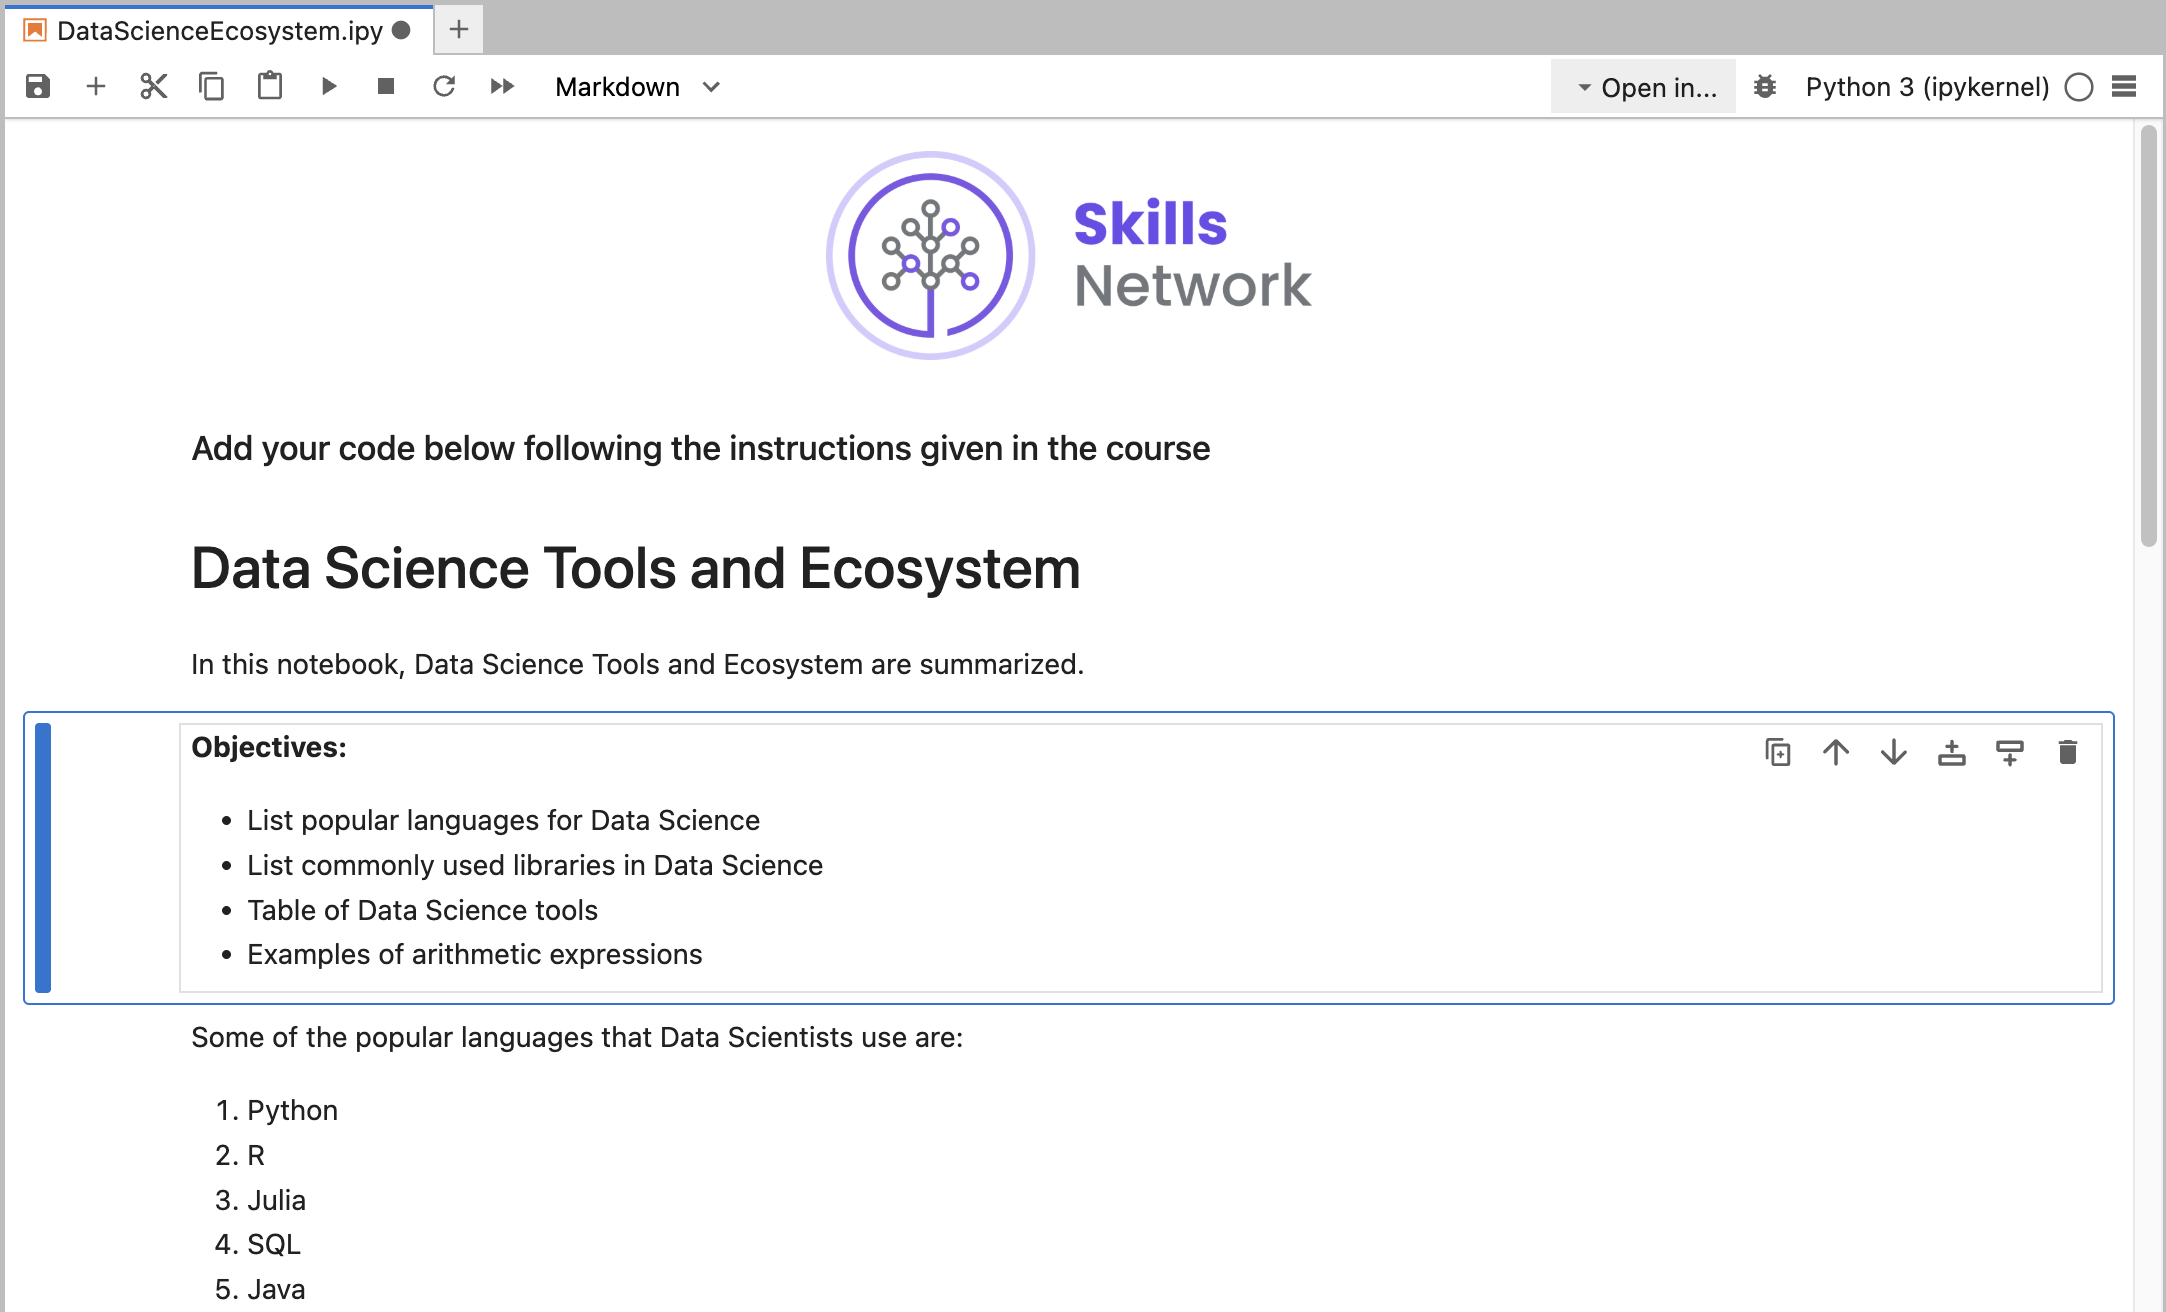 DataScienceEcosystem.ipy
Markdown
Open in...
Python 3 (ipykernel)
Skills
Network
Add your code below following the instructions given in the course
Data Science Tools and Ecosystem
In this notebook, Data Science Tools and Ecosystem are summarized.
Objectives:
• List popular languages for Data Science
• List commonly used libraries in Data Science
• Table of Data Science tools
• Examples of arithmetic expressions
Some of the popular languages that Data Scientists use are:
1. Python
2. R
3. Julia
4. SQL
5. Java